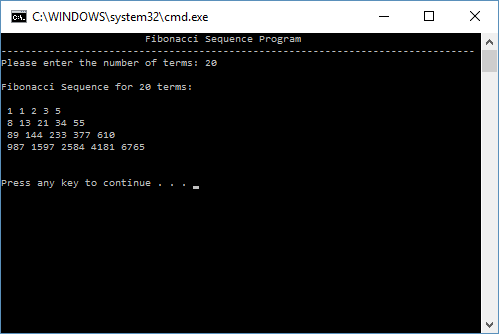 C:\WINDOWS\system32\cmd.exe
Fibonacci Sequence Program
-------------------------------------------------------------------------------
Please enter the number of terms: 20
Fibonacci Sequence for 20 terms:
1 1 2 3 5
8 13 21 34 55
89 144 233 377 610
987 1597 2584 4181 6765
Press any key to continue . . .